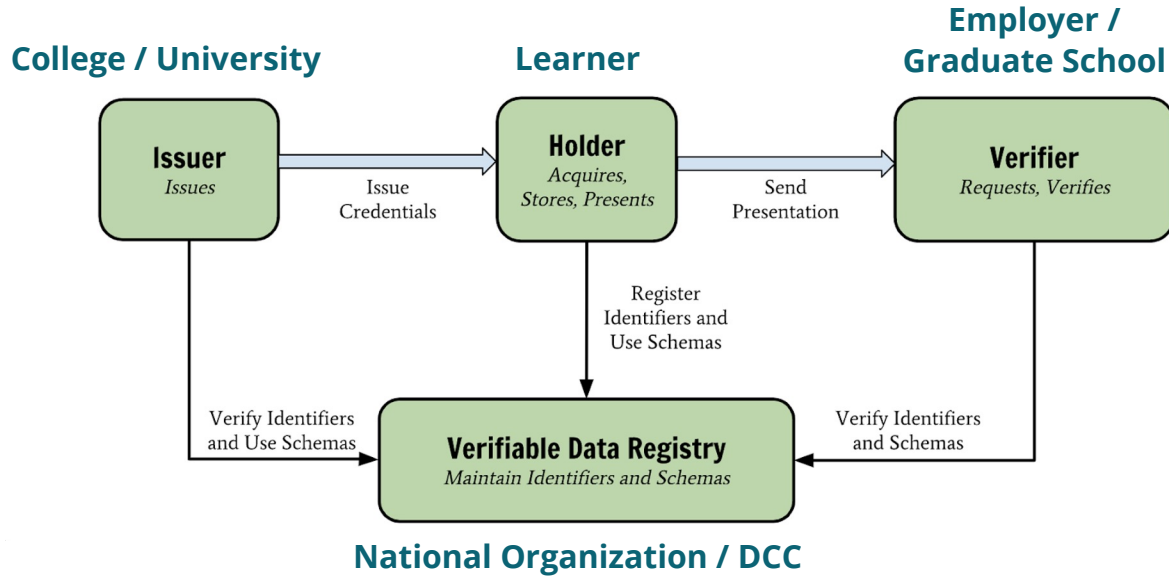 College / University
Learner
Employer /
Graduate School
Issuer
Issues
Issue
Credentials
Holder
Acquires,
Stores, Presents
Send
Presentation
Verifier
Requests, Verifies
Register
Identifiers and
Use Schemas
Verify Identifiers
and Use Schemas
Verifiable Data Registry
Maintain Identifiers and Schemas
Verify Identifiers
and Schemas
National Organization / DCC